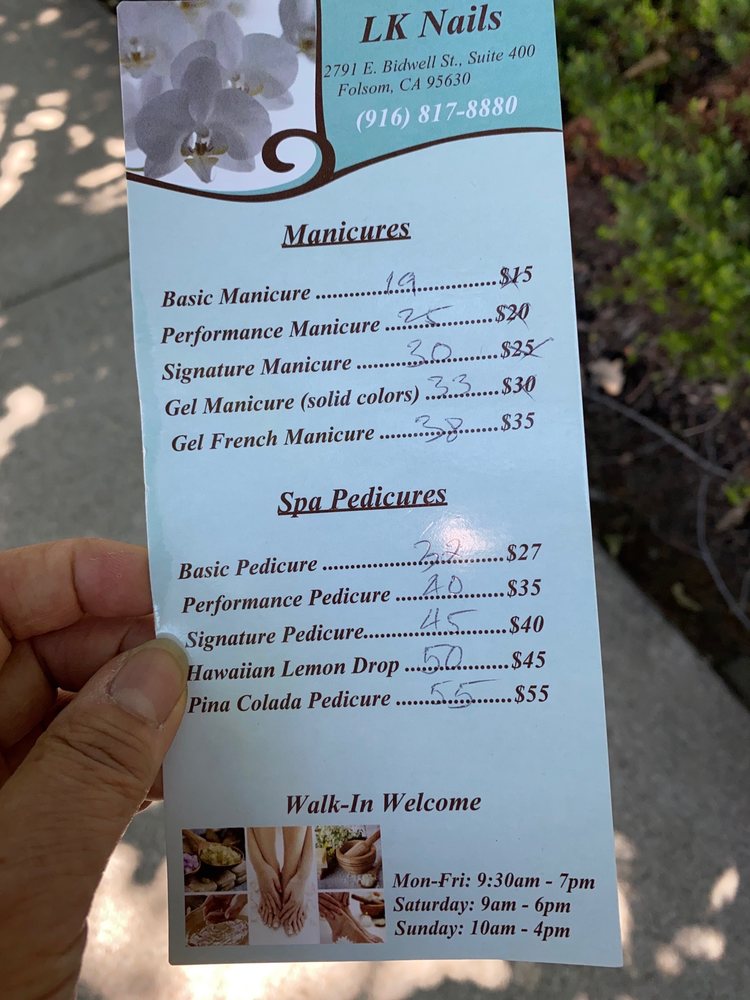 LK Nails
2791 E. Bidwell St., Suite 400
Folsom, CA 95630
(916) 817-8880
Manicures
Basic Manicure ........19........ $15
Performance Manicure ........25........ $20
Signature Manicure ........30........ $25
Gel Manicure (solid colors) ........33........ $30
Gel French Manicure ........38........ $35
Spa Pedicures
Basic Pedicure ........32........ $27
Performance Pedicure ........40........ $35
Signature Pedicure........45........ $40
Hawaiian Lemon Drop ........50........ $45
Pina Colada Pedicure ........55........ $55
Walk-In Welcome
Mon-Fri: 9:30am - 7pm
Saturday: 9am - 6pm
Sunday: 10am - 4pm